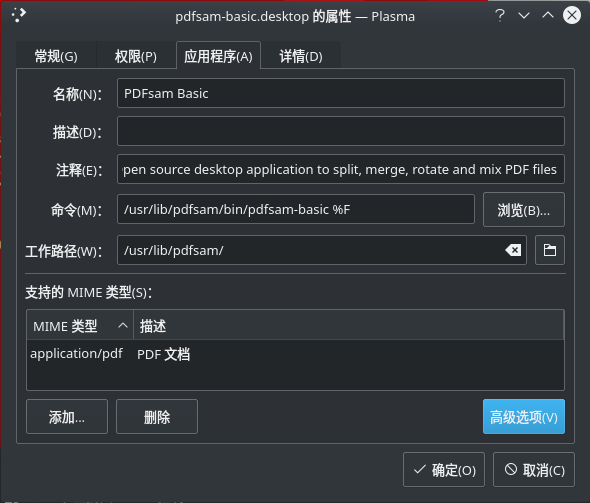 pdfsam-basic.desktop 的属性 — Plasma
常规(G) 权限(P) 应用程序(A) 详情(D)
名称(N)： PDFsam Basic
描述(D)：
注释(E)： pen source desktop application to split, merge, rotate and mix PDF files
命令(M)： /usr/lib/pdfsam/bin/pdfsam-basic %F 浏览(B)...
工作路径(W)： /usr/lib/pdfsam/
支持的 MIME 类型(S)：
MIME 类型 描述
application/pdf PDF 文档
添加... 删除 高级选项(V)
确定(O) 取消(C)